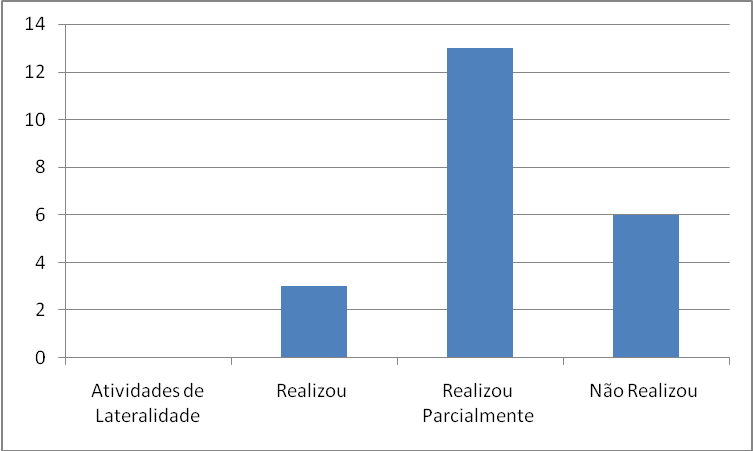 14
12
10
8
6
4
2
0
Atividades de
Lateralidade
Realizou
Realizou
Parcialmente
Não Realizou